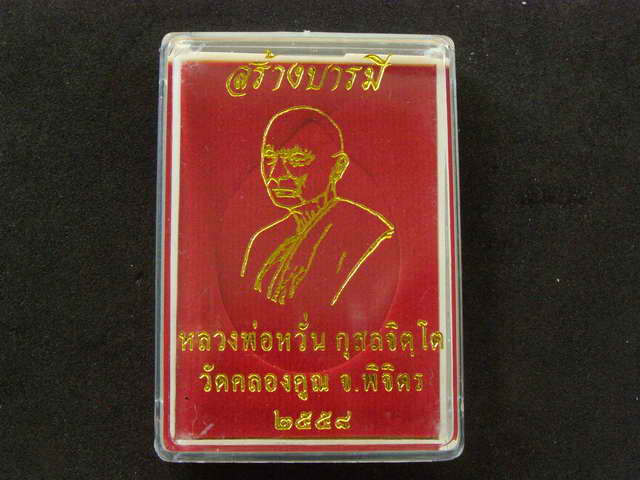 สร้างบารมี
หลวงพ่อหวั่น กุสลจิตฺโต
วัดคลองคูณ จ.พิจิตร
๒๕๕๘